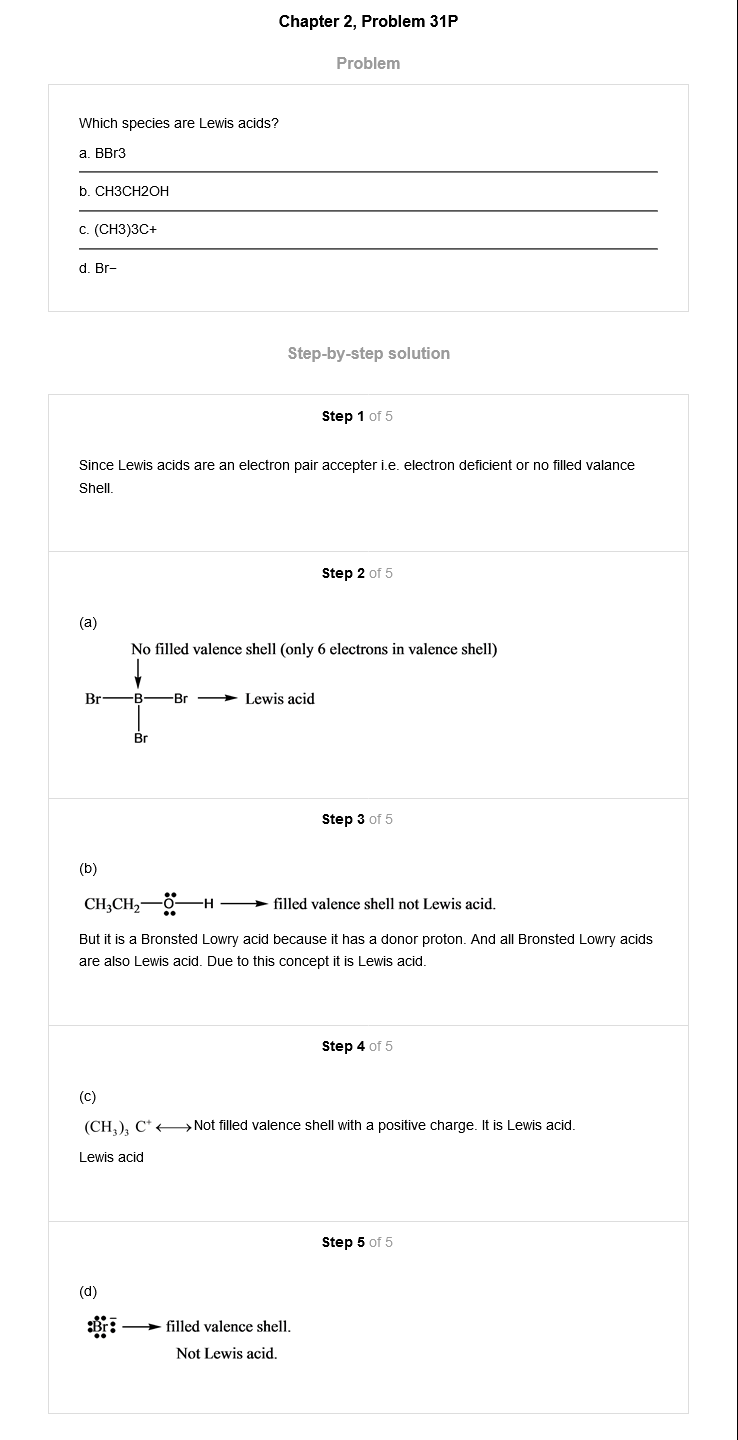 Chapter 2, Problem 31P
Problem
Which species are Lewis acids?
a. BBr3
b. CH3CH2OH
c. (CH3)3C+
d. Br−
Step-by-step solution
Step 1 of 5
Since Lewis acids are an electron pair accepter i.e. electron deficient or no filled valance
Shell.
Step 2 of 5
(a)
No filled valence shell (only 6 electrons in valence shell)
Br—B—Br ⟶ Lewis acid
Br
Step 3 of 5
(b)
CH₃CH₂—O—H ⟶ filled valence shell not Lewis acid.
But it is a Bronsted Lowry acid because it has a donor proton. And all Bronsted Lowry acids
are also Lewis acid. Due to this concept it is Lewis acid.
Step 4 of 5
(c)
(CH₃)₃ C⁺ ⟷ Not filled valence shell with a positive charge. It is Lewis acid.
Lewis acid
Step 5 of 5
(d)
:Br:⁻ ⟶ filled valence shell.
Not Lewis acid.